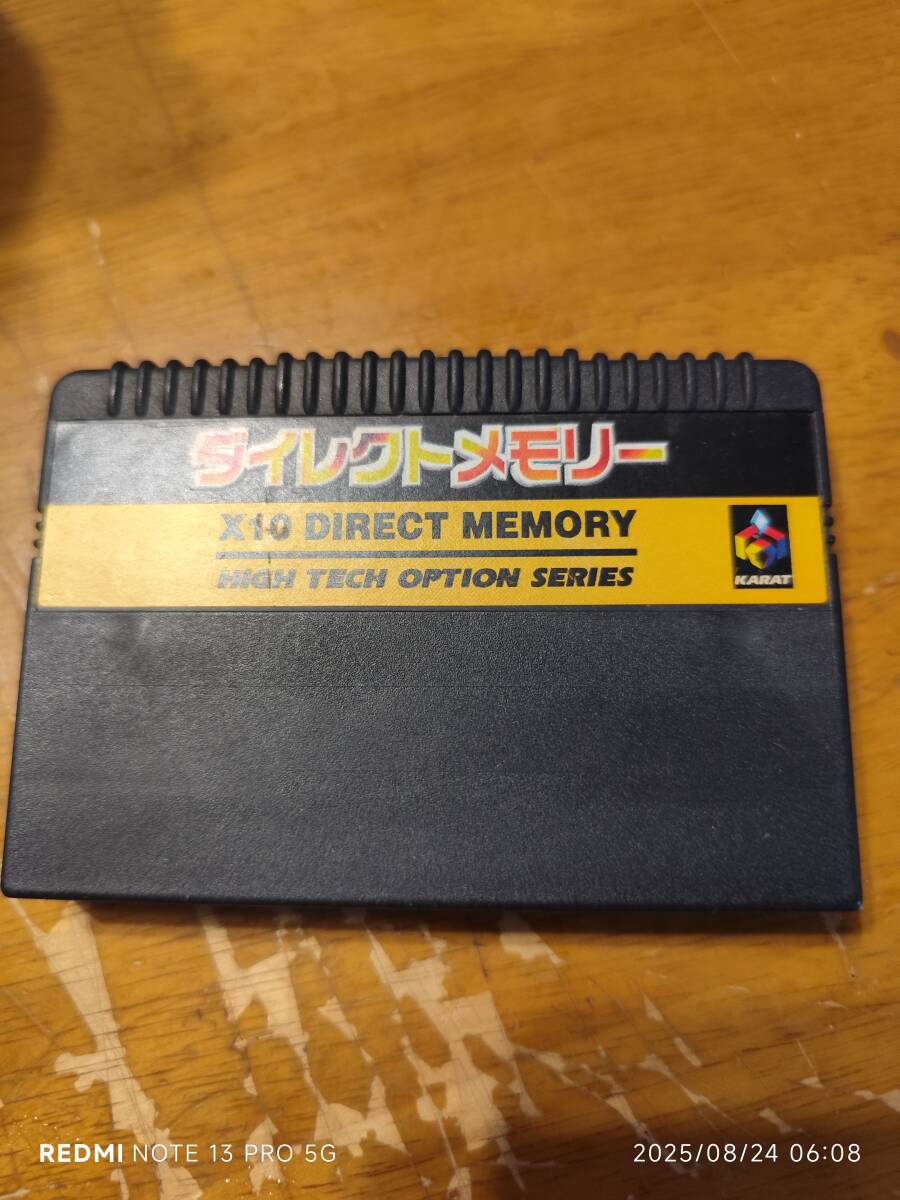 ダイレクトメモリー
X10 DIRECT MEMORY
HIGH TECH OPTION SERIES
KARAT
REDMI NOTE 13 PRO 5G
2025/08/24 06:08